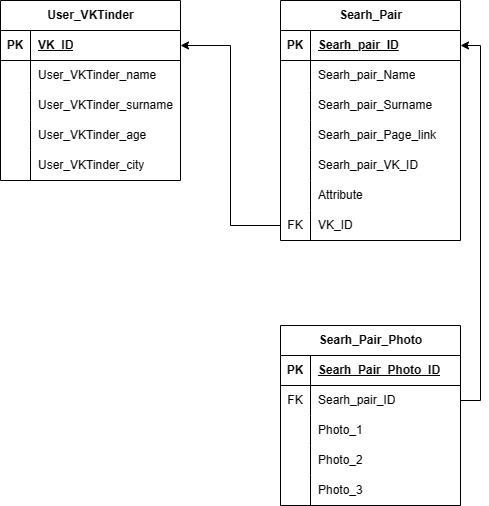 User_VKTinder
PK VK_ID
User_VKTinder_name
User_VKTinder_surname
User_VKTinder_age
User_VKTinder_city
Searh_Pair
PK Searh_pair_ID
Searh_pair_Name
Searh_pair_Surname
Searh_pair_Page_link
Searh_pair_VK_ID
Attribute
FK VK_ID
Searh_Pair_Photo
PK Searh_Pair_Photo_ID
FK Searh_pair_ID
Photo_1
Photo_2
Photo_3